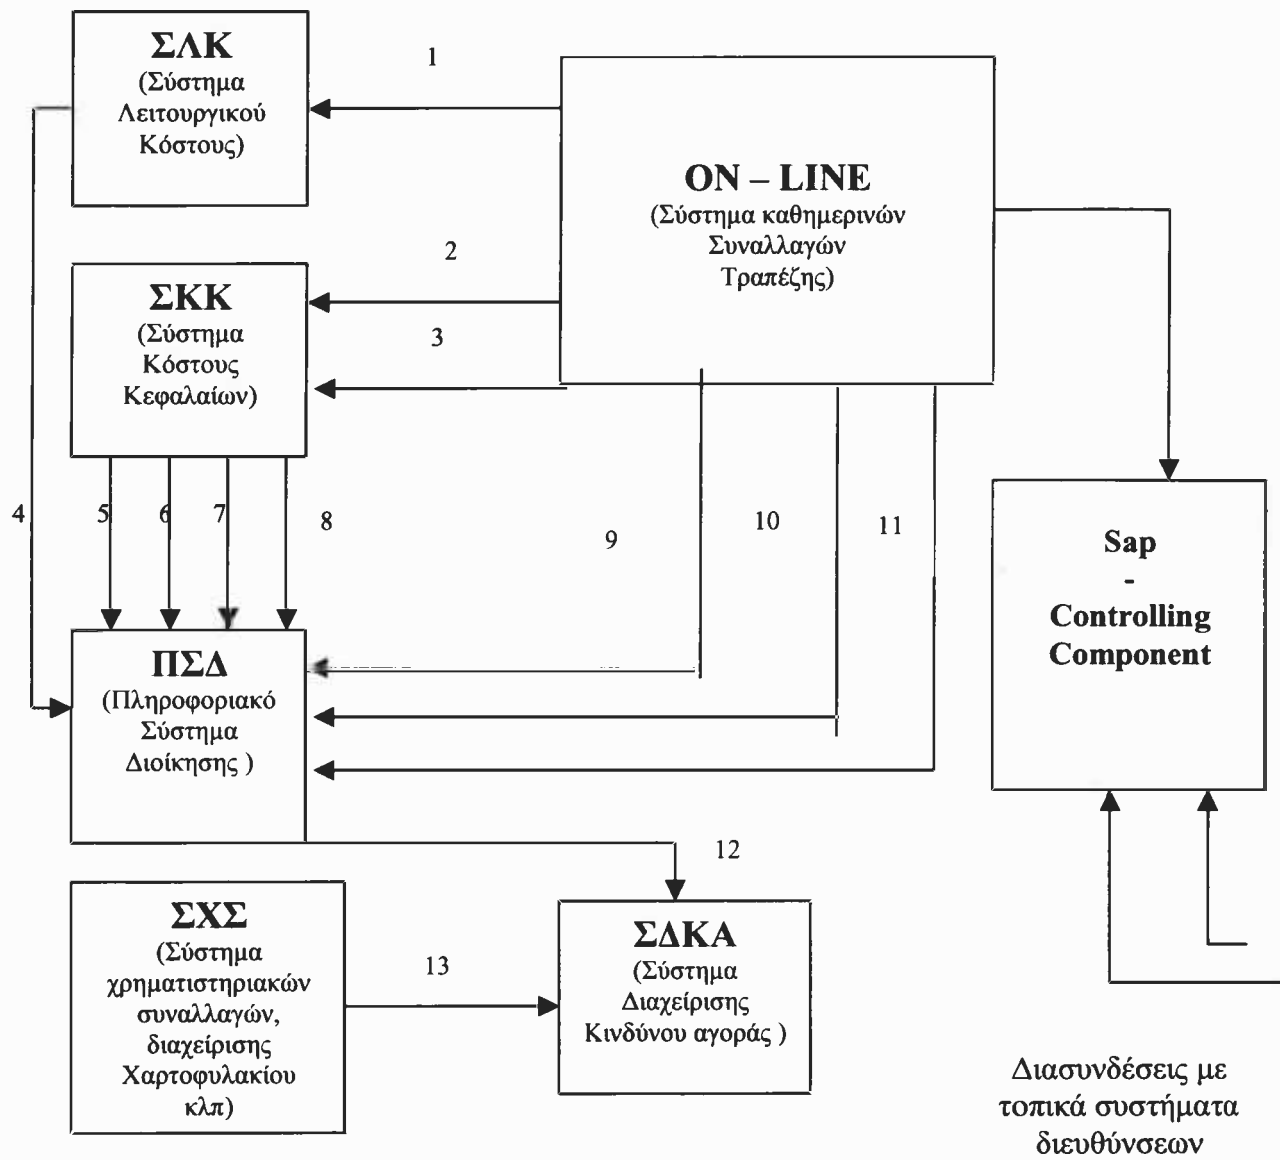 ΣΛΚ
(Σύστημα
Λειτουργικού
Κόστους)
1
ON – LINE
(Σύστημα καθημερινών
Συναλλαγών
Τραπέζης)
2
ΣΚΚ
(Σύστημα
Κόστους
Κεφαλαίων)
3
4
5
6
7
8
9
10
11
Sap
-
Controlling
Component
ΠΣΔ
(Πληροφοριακό
Σύστημα
Διοίκησης )
12
ΣΧΣ
(Σύστημα
χρηματιστηριακών
συναλλαγών,
διαχείρισης
Χαρτοφυλακίου
κλπ)
13
ΣΔΚΑ
(Σύστημα
Διαχείρισης
Κινδύνου αγοράς )
Διασυνδέσεις με
τοπικά συστήματα
διευθύνσεων